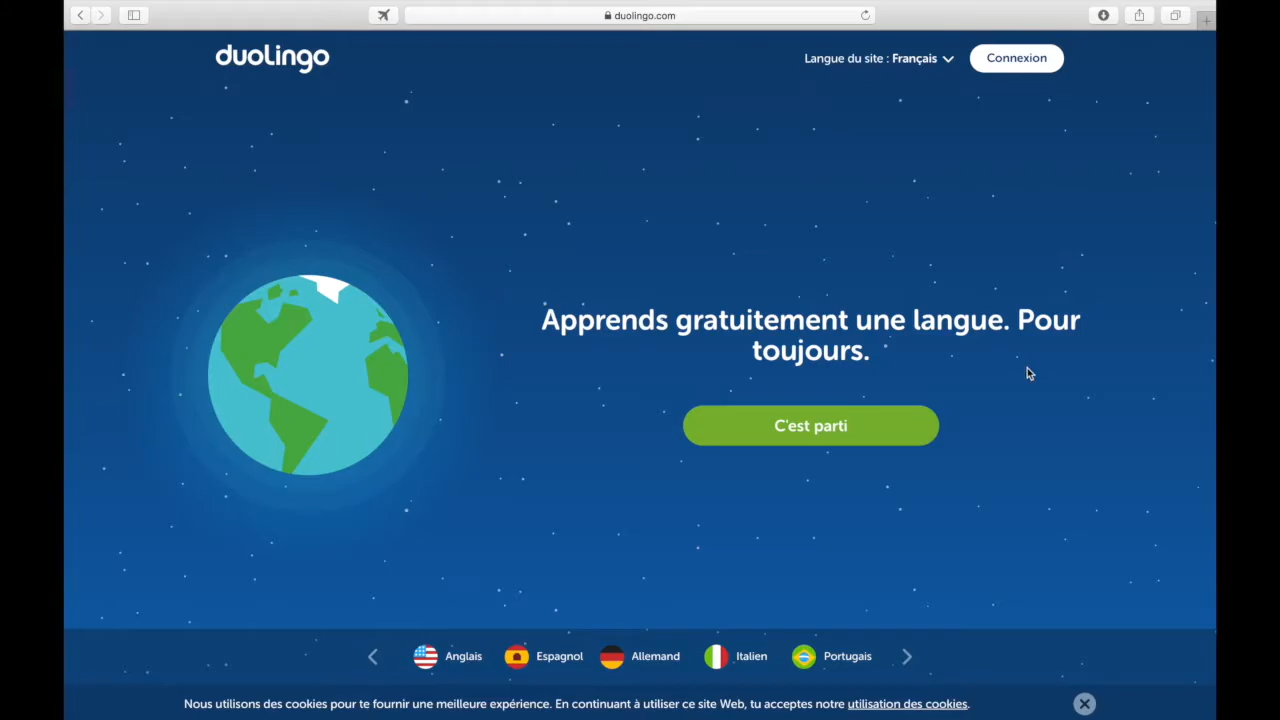 duolingo.com
duolingo
Langue du site : Français
Connexion
Apprends gratuitement une langue. Pour
toujours.
C'est parti
Anglais
Espagnol
Allemand
Italien
Portugais
Nous utilisons des cookies pour te fournir une meilleure expérience. En continuant à utiliser ce site Web, tu acceptes notre utilisation des cookies.